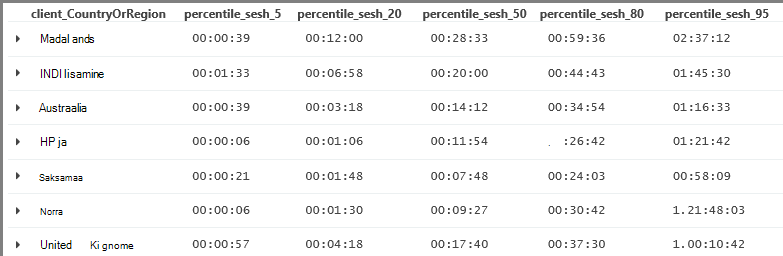 client_CountryOrRegion percentile_sesh_5 percentile_sesh_20 percentile_sesh_50 percentile_sesh_80 percentile_sesh_95
Madal ands 00:00:39 00:12:00 00:28:33 00:59:36 02:37:12
INDI lisamine 00:01:33 00:06:58 00:20:00 00:44:43 01:45:30
Austraalia 00:00:39 00:03:18 00:14:12 00:34:54 01:16:33
HP ja 00:00:06 00:01:06 00:11:54 . :26:42 01:21:42
Saksamaa 00:00:21 00:01:48 00:07:48 00:24:03 00:58:09
Norra 00:00:06 00:01:30 00:09:27 00:30:42 1.21:48:03
United Ki gnome 00:00:57 00:04:18 00:17:40 00:37:30 1.00:10:42